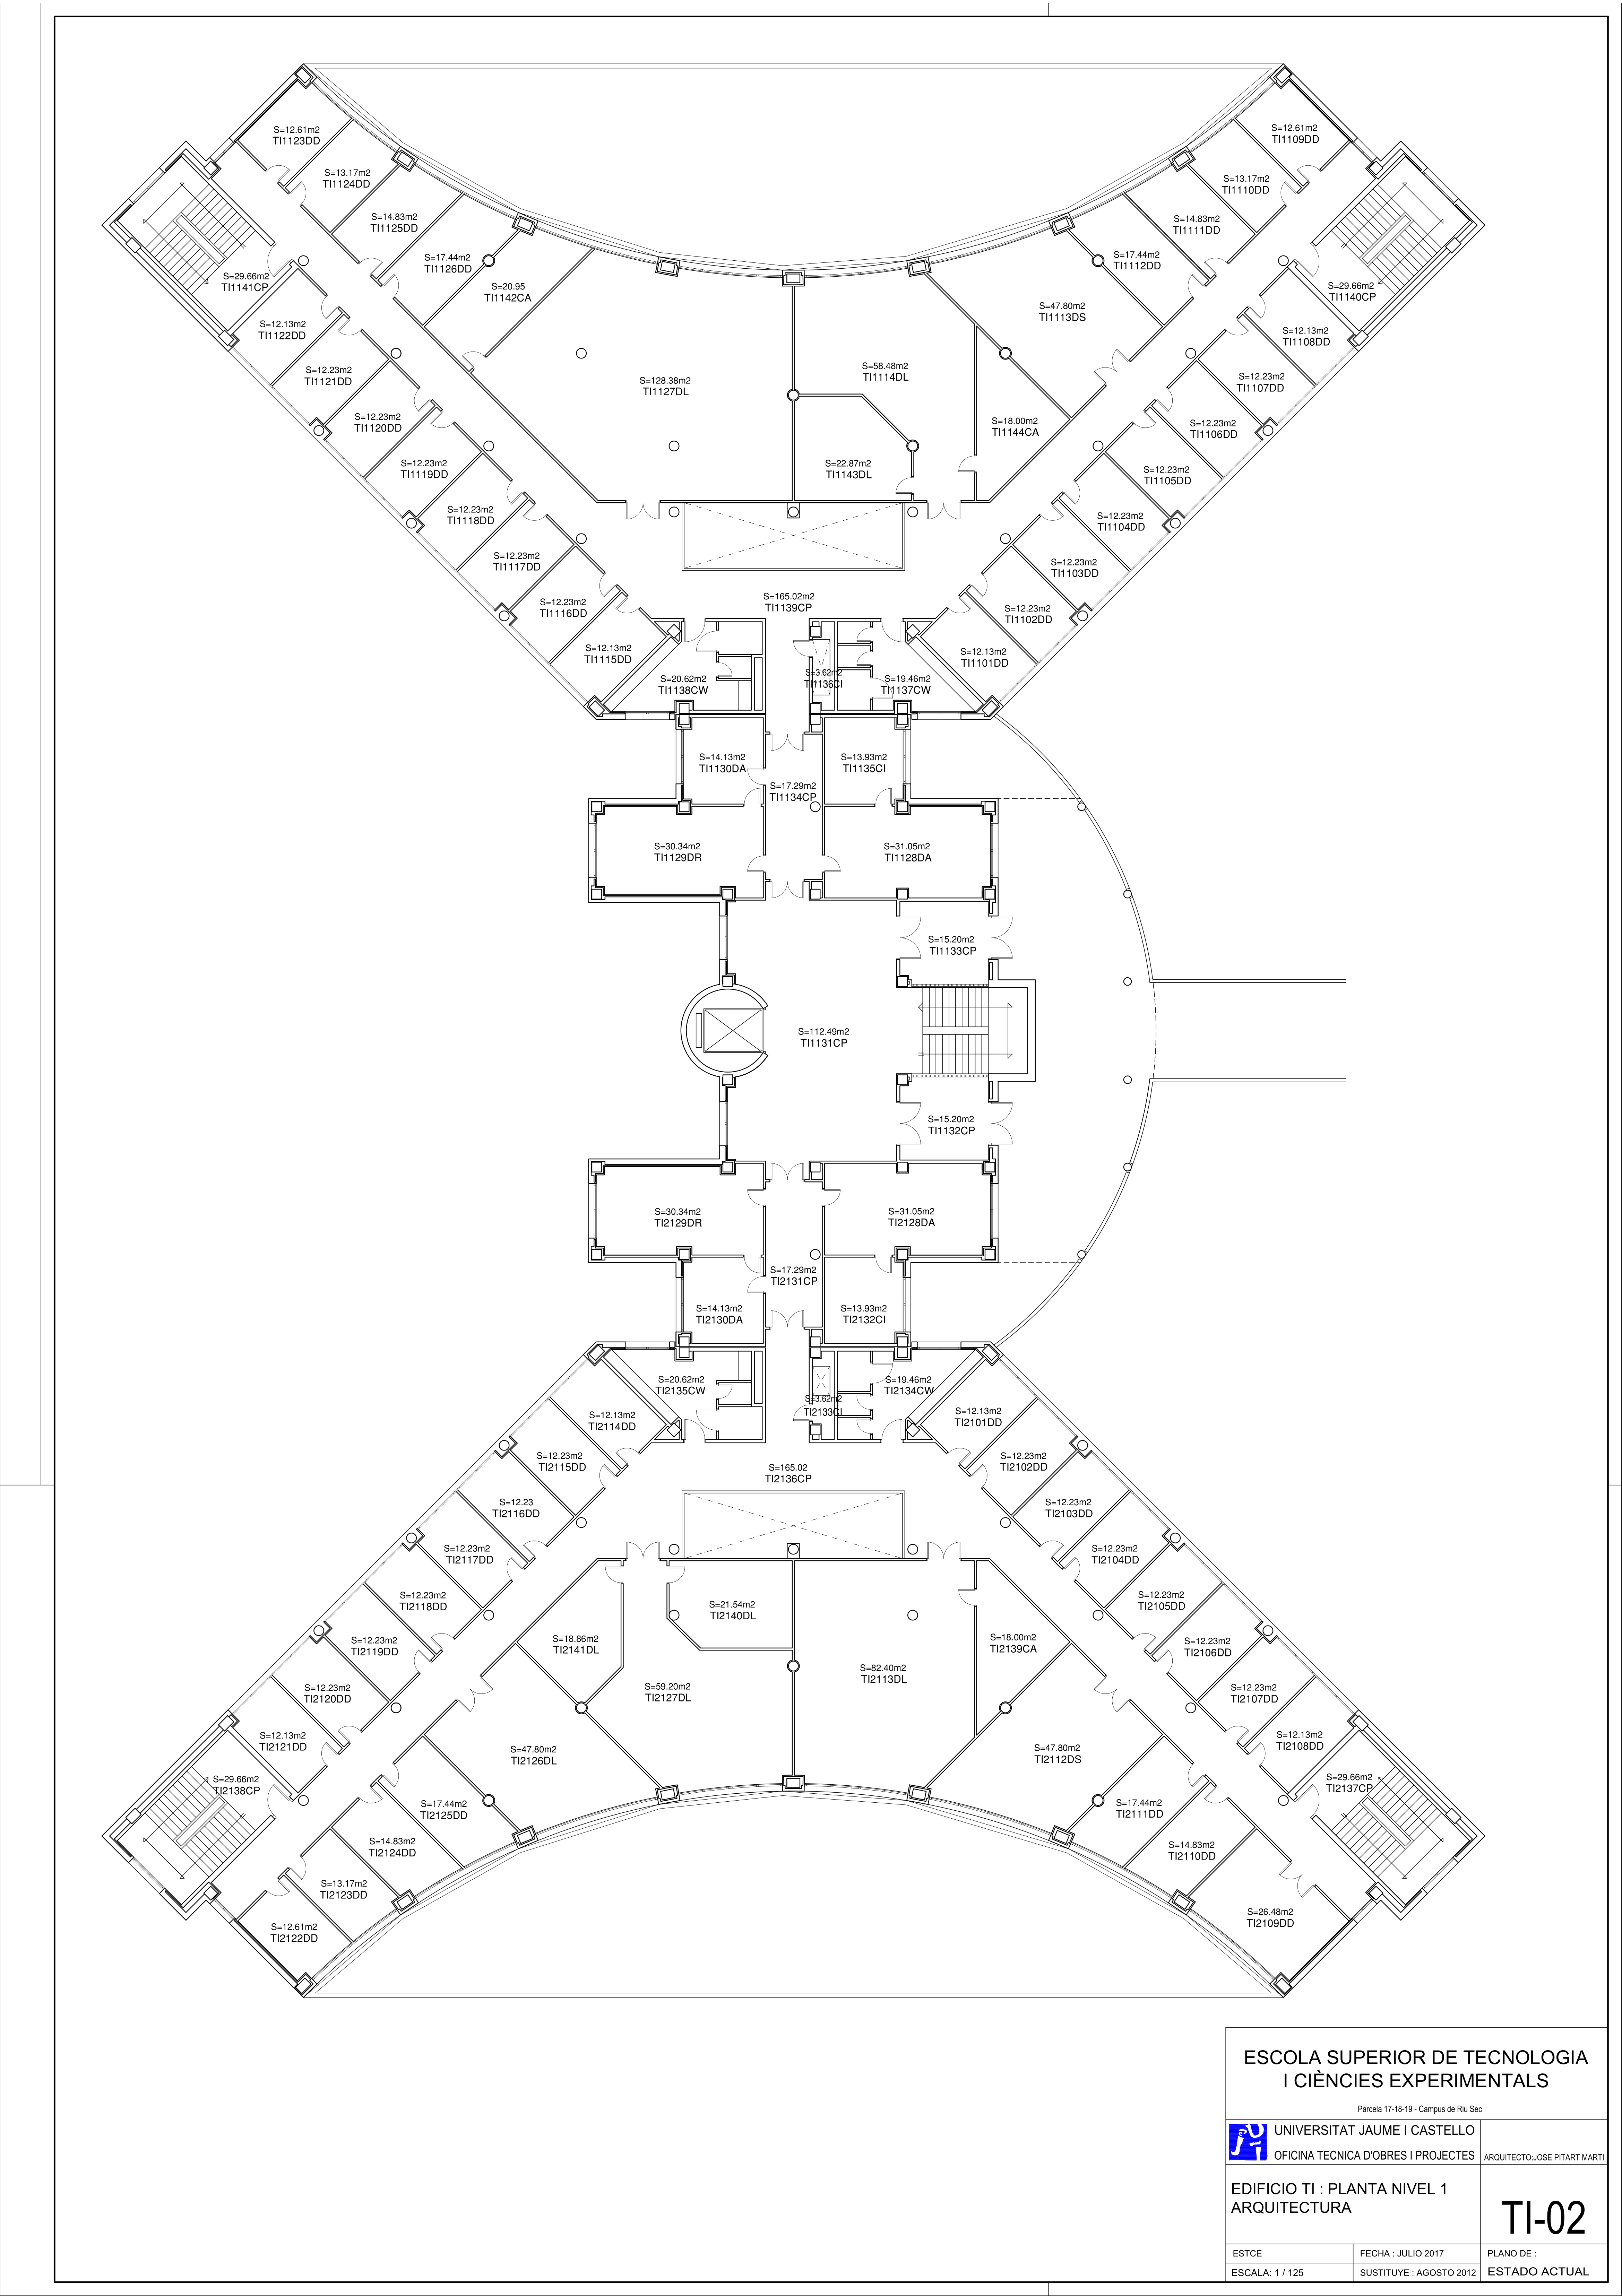 S=12.61m2
TI1123DD
S=13.17m2
TI1124DD
S=14.83m2
TI1125DD
S=17.44m2
TI1126DD
S=20.95
TI1142CA
S=29.66m2
TI1141CP
S=12.13m2
TI1122DD
S=12.23m2
TI1121DD
S=12.23m2
TI1120DD
S=12.23m2
TI1119DD
S=12.23m2
TI1118DD
S=12.23m2
TI1117DD
S=12.23m2
TI1116DD
S=12.13m2
TI1115DD
S=128.38m2
TI1127DL
S=58.48m2
TI1114DL
S=22.87m2
TI1143DL
S=18.00m2
TI1144CA
S=47.80m2
TI1113DS
S=12.61m2
TI1109DD
S=13.17m2
TI1110DD
S=14.83m2
TI1111DD
S=17.44m2
TI1112DD
S=29.66m2
TI1140CP
S=12.13m2
TI1108DD
S=12.23m2
TI1107DD
S=12.23m2
TI1106DD
S=12.23m2
TI1105DD
S=12.23m2
TI1104DD
S=12.23m2
TI1103DD
S=12.23m2
TI1102DD
S=12.13m2
TI1101DD
S=165.02m2
TI1139CP
S=20.62m2
TI1138CW
S=3.62m2
TI1136CI
S=19.46m2
TI1137CW
S=14.13m2
TI1130DA
S=17.29m2
TI1134CP
S=13.93m2
TI1135CI
S=30.34m2
TI1129DR
S=31.05m2
TI1128DA
S=15.20m2
TI1133CP
S=112.49m2
TI1131CP
S=15.20m2
TI1132CP
S=30.34m2
TI2129DR
S=31.05m2
TI2128DA
S=17.29m2
TI2131CP
S=14.13m2
TI2130DA
S=13.93m2
TI2132CI
S=20.62m2
TI2135CW
S=3.62m2
TI2133CI
S=19.46m2
TI2134CW
S=165.02
TI2136CP
S=12.13m2
TI2114DD
S=12.23m2
TI2115DD
S=12.23
TI2116DD
S=12.23m2
TI2117DD
S=12.23m2
TI2118DD
S=12.23m2
TI2119DD
S=12.23m2
TI2120DD
S=12.13m2
TI2121DD
S=29.66m2
TI2138CP
S=12.61m2
TI2122DD
S=13.17m2
TI2123DD
S=14.83m2
TI2124DD
S=17.44m2
TI2125DD
S=47.80m2
TI2126DL
S=18.86m2
TI2141DL
S=59.20m2
TI2127DL
S=21.54m2
TI2140DL
S=82.40m2
TI2113DL
S=18.00m2
TI2139CA
S=47.80m2
TI2112DS
S=12.13m2
TI2101DD
S=12.23m2
TI2102DD
S=12.23m2
TI2103DD
S=12.23m2
TI2104DD
S=12.23m2
TI2105DD
S=12.23m2
TI2106DD
S=12.23m2
TI2107DD
S=12.13m2
TI2108DD
S=29.66m2
TI2137CP
S=17.44m2
TI2111DD
S=14.83m2
TI2110DD
S=26.48m2
TI2109DD
ESCOLA SUPERIOR DE TECNOLOGIA
I CIÈNCIES EXPERIMENTALS
Parcela 17-18-19 - Campus de Riu Sec
UNIVERSITAT JAUME I CASTELLO
OFICINA TECNICA D'OBRES I PROJECTES
ARQUITECTO:JOSE PITART MARTI
EDIFICIO TI : PLANTA NIVEL 1
ARQUITECTURA
TI-02
ESTCE
FECHA : JULIO 2017
PLANO DE :
ESCALA: 1 / 125
SUSTITUYE : AGOSTO 2012
ESTADO ACTUAL